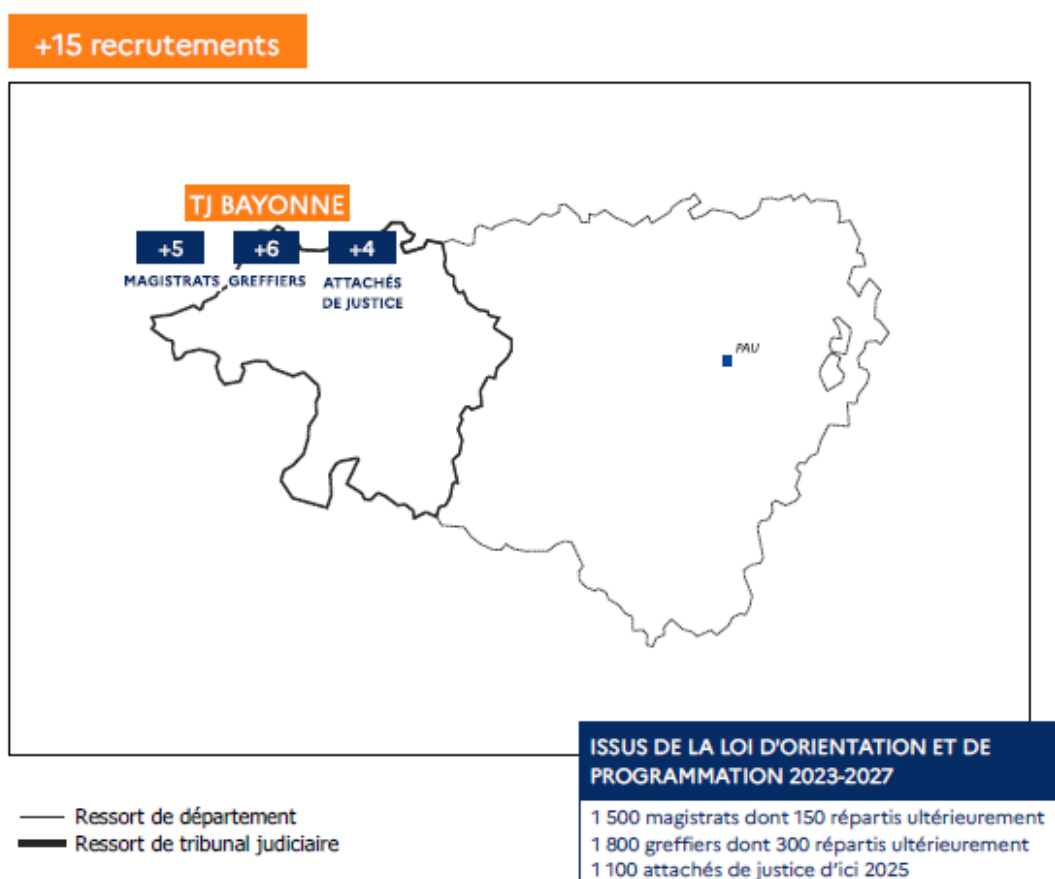 +15 recrutements
TJ BAYONNE
+5
+6
+4
MAGISTRATS
GREFFIERS
ATTACHÉS
DE JUSTICE
PAU
ISSUS DE LA LOI D'ORIENTATION ET DE
PROGRAMMATION 2023-2027
1 500 magistrats dont 150 répartis ultérieurement
1 800 greffiers dont 300 répartis ultérieurement
1 100 attachés de justice d'ici 2025
Ressort de département
Ressort de tribunal judiciaire